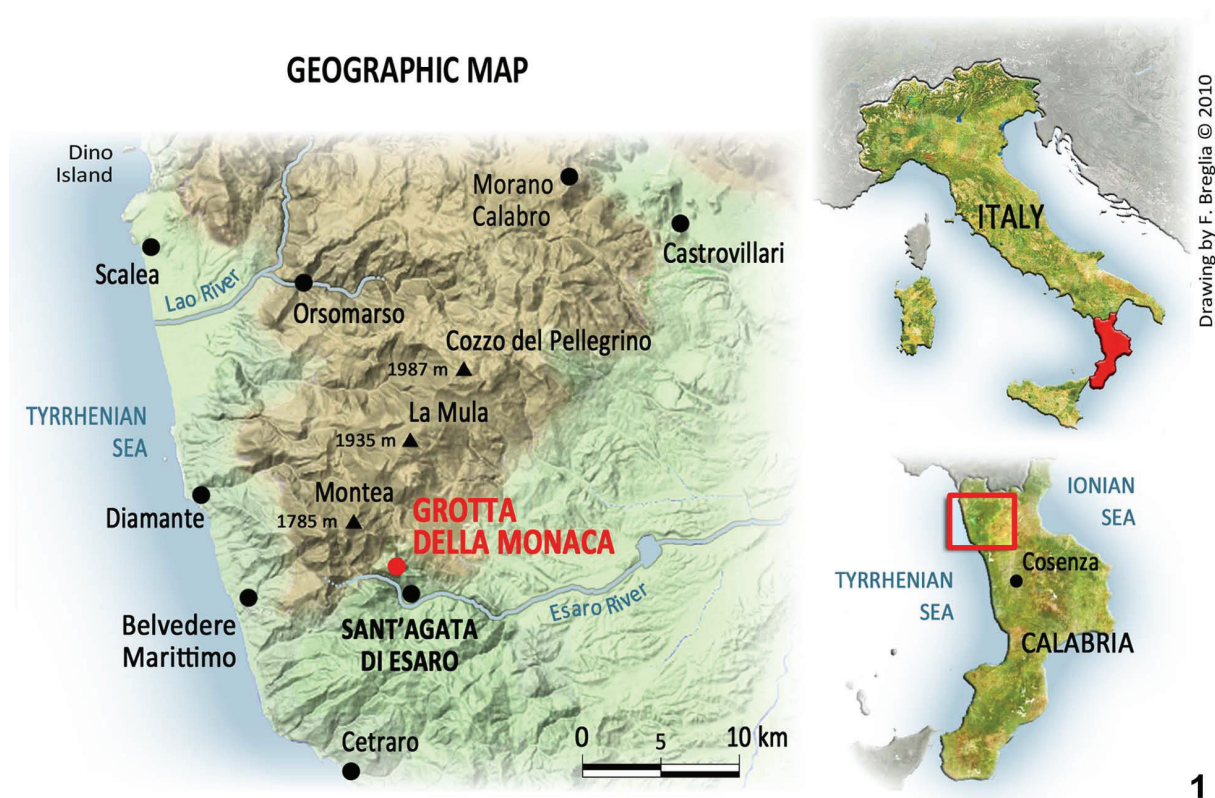 GEOGRAPHIC MAP
Dino
Island
Morano
Calabro
Castrovillari
Scalea
Lao River
Orsomarso
Cozzo del Pellegrino
1987 m
La Mula
1935 m
TYRRHENIAN
SEA
Montea
1785 m
Diamante
GROTTA
DELLA MONACA
Belvedere
Marittimo
SANT'AGATA
DI ESARO
Esaro River
Cetraro
0 5 10 km
ITALY
Drawing by F. Breglia © 2010
IONIAN
SEA
Cosenza
TYRRHENIAN
SEA
CALABRIA
1